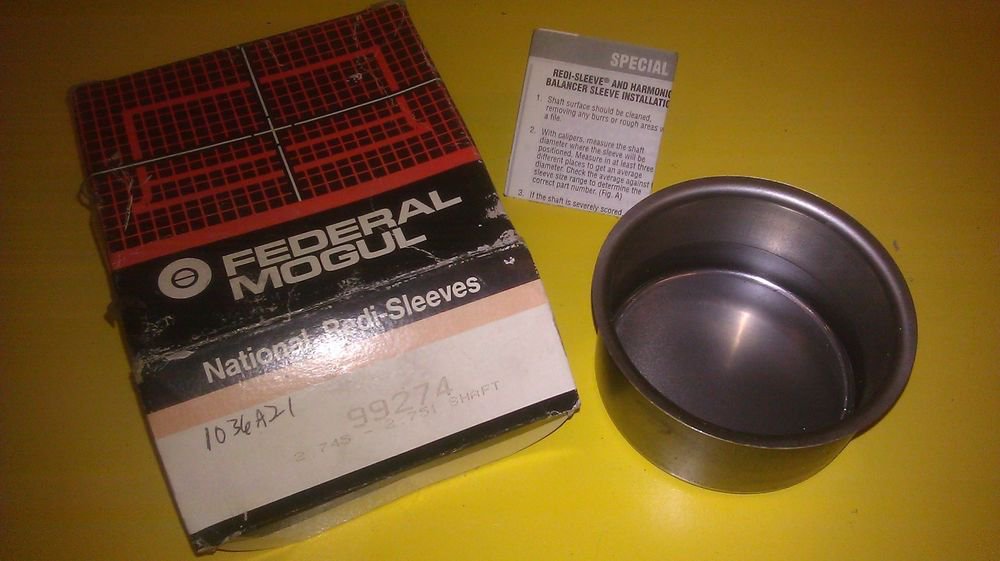 FEDERAL
MOGUL
National Redi-Sleeves
1036A21
99274
2.745 - 2.751 SHAFT
SPECIAL
REDI-SLEEVE® AND HARMONIC
BALANCER SLEEVE INSTALLATIO
1. Shaft surface should be cleaned,
removing any burrs or rough areas w
a file.
2. With calipers, measure the shaft
diameter where the sleeve will be
positioned. Measure in at least three
different places to get an average
diameter. Check the average against
sleeve size range to determine the
correct part number. (Fig. A)
3. If the shaft is severely scored